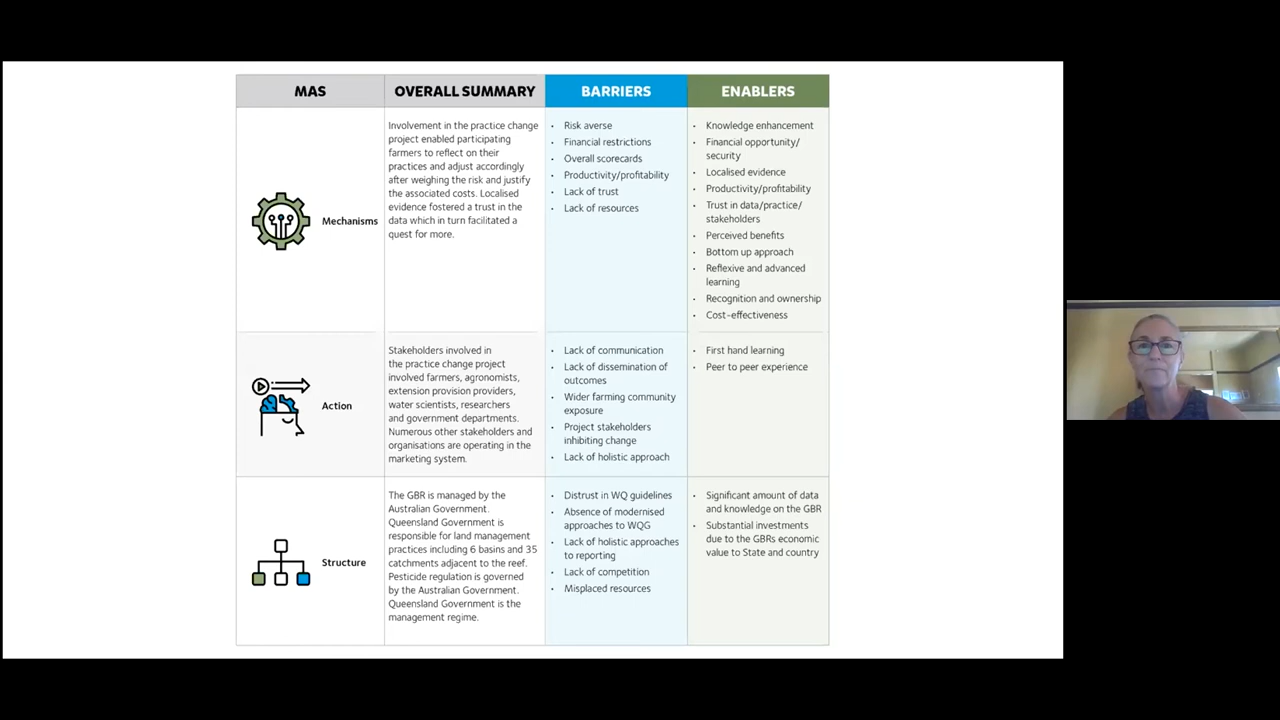 MAS
OVERALL SUMMARY
BARRIERS
ENABLERS
Mechanisms
Involvement in the practice change
project enabled participating
farmers to reflect on their
practices and adjust accordingly
after weighing the risk and justify
the associated costs. Localised
evidence fostered a trust in the
data which in turn facilitated a
quest for more.
• Risk averse
• Financial restrictions
• Overall scorecards
• Productivity/profitability
• Lack of trust
• Lack of resources
• Knowledge enhancement
• Financial opportunity/
security
• Localised evidence
• Productivity/profitability
• Trust in data/practice/
stakeholders
• Perceived benefits
• Bottom up approach
• Reflexive and advanced
learning
• Recognition and ownership
• Cost-effectiveness
Action
Stakeholders involved in
the practice change project
involved farmers, agronomists,
extension provision providers,
water scientists, researchers
and government departments.
Numerous other stakeholders and
organisations are operating in the
marketing system.
• Lack of communication
• Lack of dissemination of
outcomes
• Wider farming community
exposure
• Project stakeholders
inhibiting change
• Lack of holistic approach
• First hand learning
• Peer to peer experience
Structure
The GBR is managed by the
Australian Government.
Queensland Government is
responsible for land management
practices including 6 basins and 35
catchments adjacent to the reef.
Pesticide regulation is governed
by the Australian Government.
Queensland Government is the
management regime.
• Distrust in WQ guidelines
• Absence of modernised
approaches to WQG
• Lack of holistic approaches
to reporting
• Lack of competition
• Misplaced resources
• Significant amount of data
and knowledge on the GBR
• Substantial investments
due to the GBRs economic
value to State and country